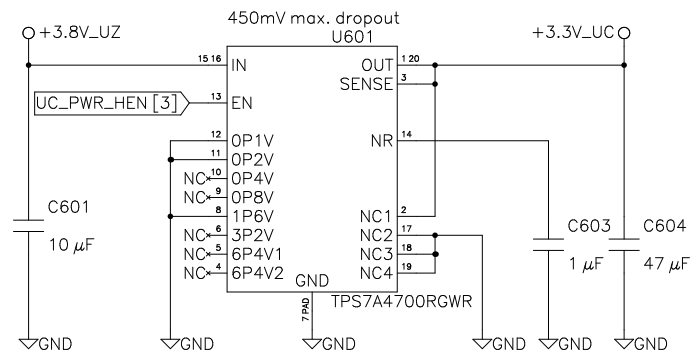 450mV max. dropout
U601
+3.8V_UZ
+3.3V_UC
15 16 IN
OUT 1 20
SENSE 3
UC_PWR_HEN [3]
13 EN
12 0P1V
NR 14
11 0P2V
NC 10 0P4V
NC 9 0P8V
8 1P6V
NC1 2
NC 6 3P2V
NC2 17
NC 5 6P4V1
NC3 18
NC 4 6P4V2
NC4 19
C601
10 µF
C603
1 µF
C604
47 µF
GND
7 PAD
TPS7A4700RGWR
GND
GND
GND
GND
GND
GND